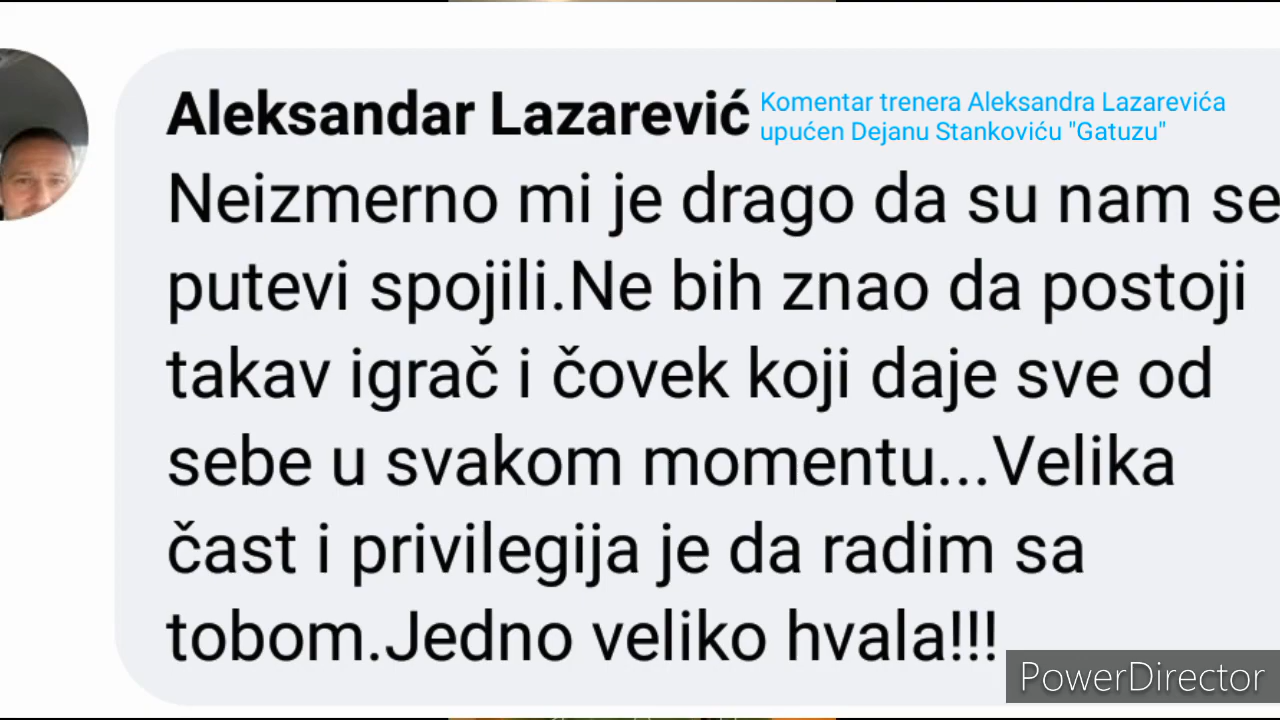 Aleksandar Lazarević
Komentar trenera Aleksandra Lazarevića
upućen Dejanu Stankoviću "Gatuzu"
Neizmerno mi je drago da su nam se
putevi spojili.Ne bih znao da postoji
takav igrač i čovek koji daje sve od
sebe u svakom momentu...Velika
čast i privilegija je da radim sa
tobom.Jedno veliko hvala!!!
PowerDirector